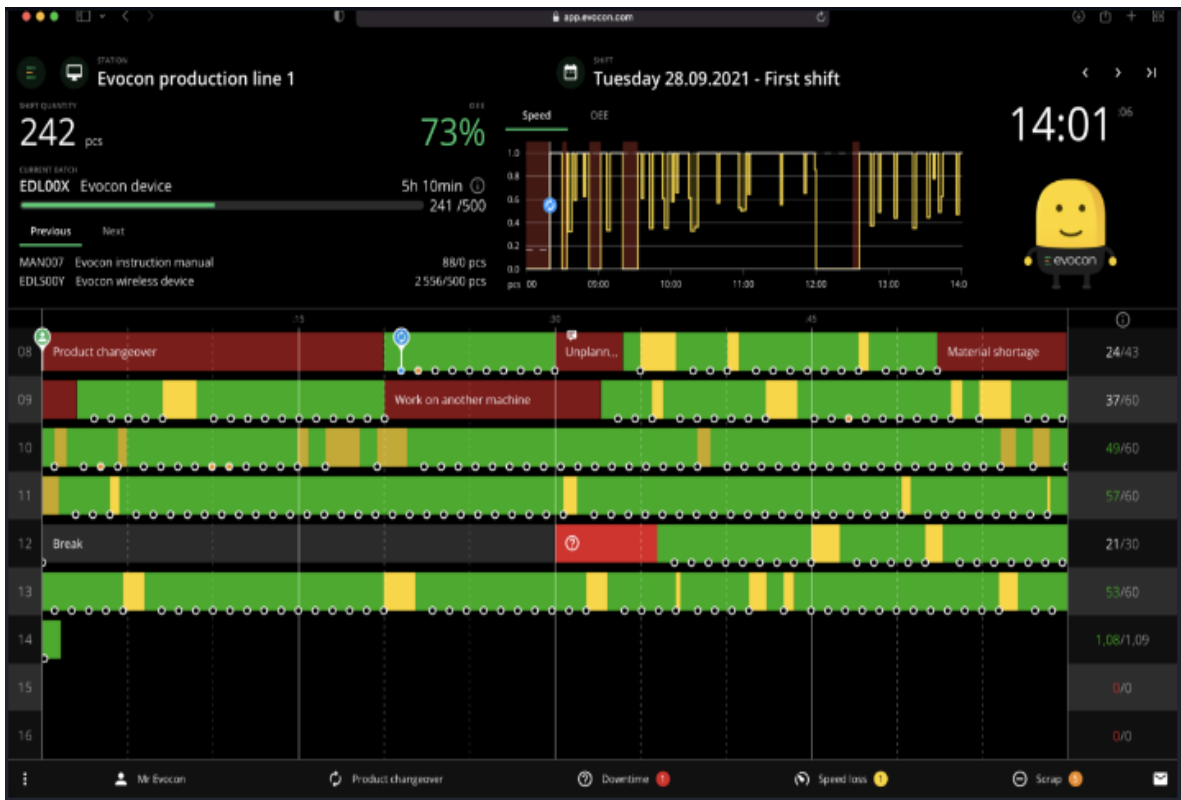 app.evocon.com
STATION
Evocon production line 1
SHIFT
Tuesday 28.09.2021 - First shift
SHIFT QUANTITY
OEE
242 pcs
73%
Speed OEE
14:01 :06
CURRENT BATCH
EDL00X Evocon device
5h 10min
241 /500
Previous Next
MAN007 Evocon instruction manual 88/0 pcs
EDLS00Y Evocon wireless device 2 556/500 pcs
1.0
0.8
0.6
0.4
0.2
0.0
pcs 00 09:00 10:00 11:00 12:00 13:00 14:0
evocon
:15 :30 :45
08 Product changeover Unplann... Material shortage 24/43
09 Work on another machine 37/60
10 49/60
11 57/60
12 Break 21/30
13 53/60
14 1,08/1,09
15 0/0
16 0/0
Mr Evocon Product changeover Downtime 1 Speed loss 1 Scrap 5